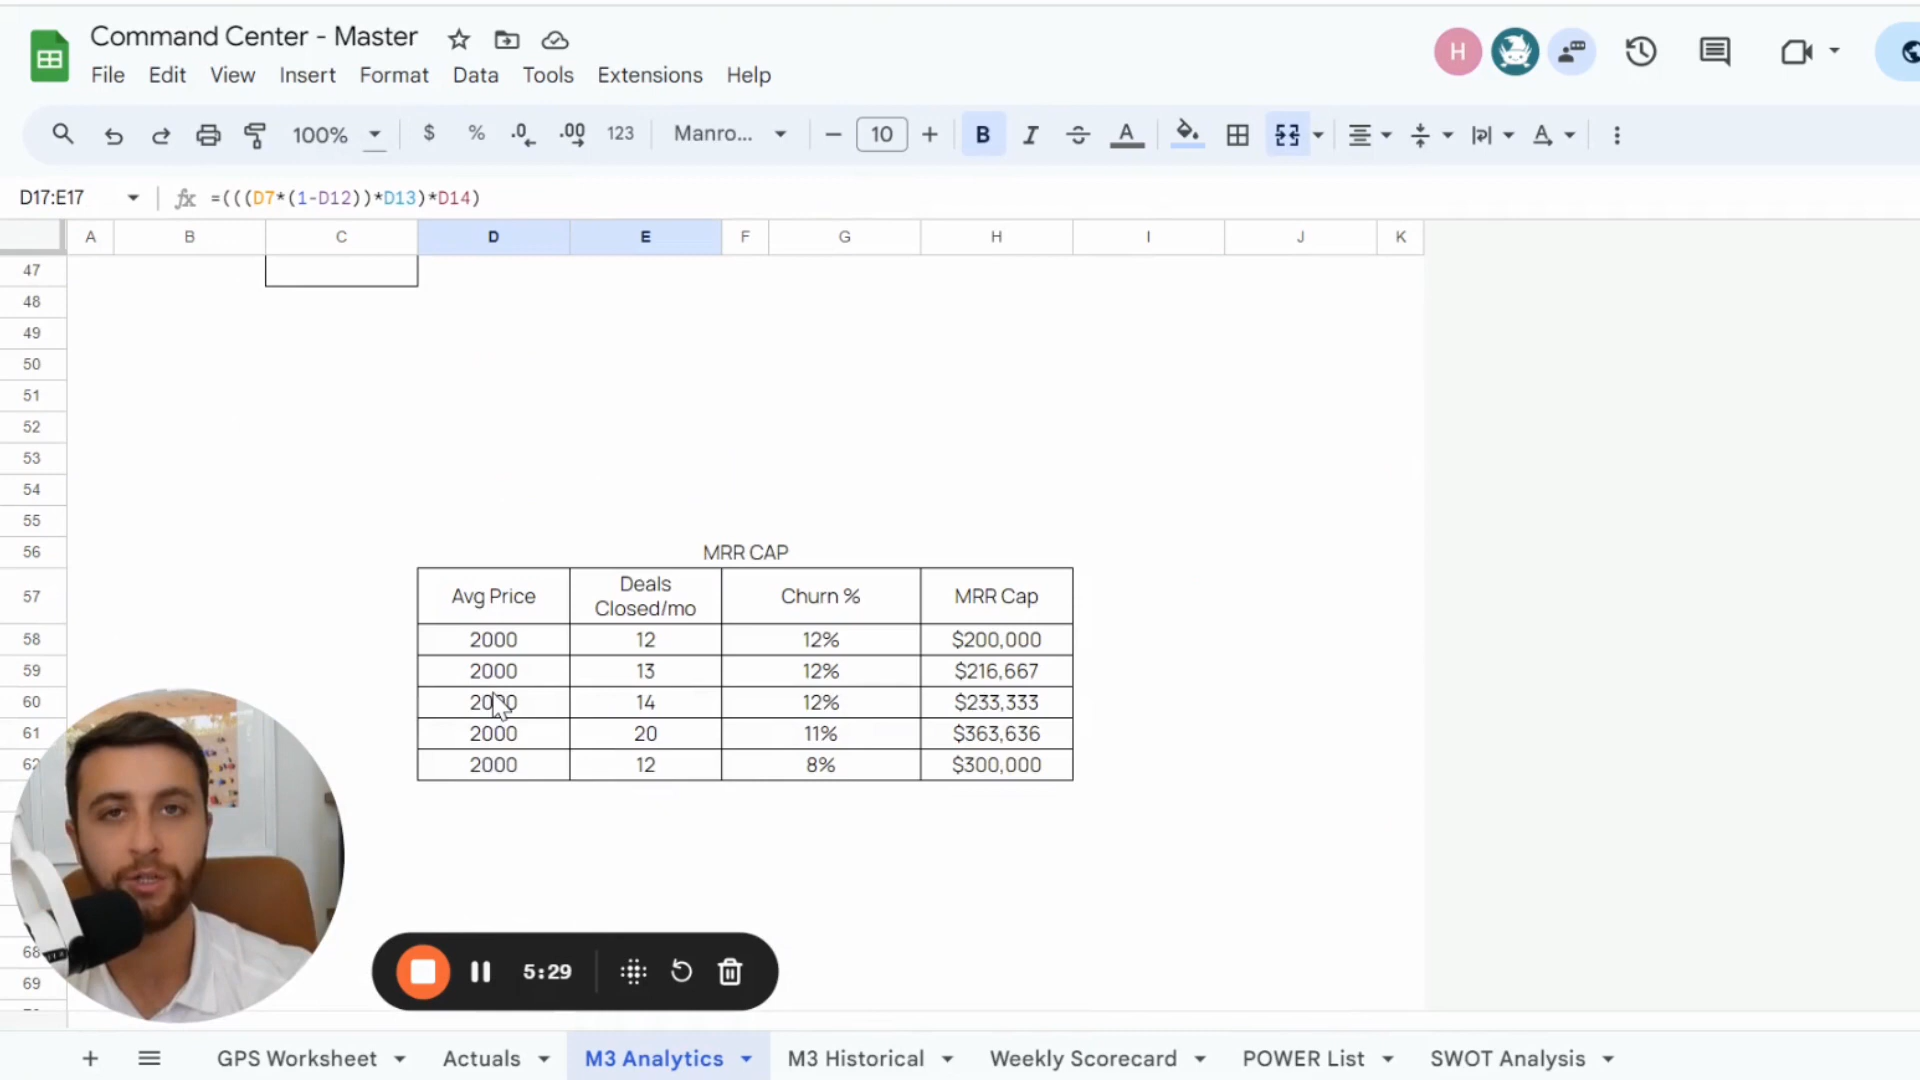 Command Center - Master
File Edit View Insert Format Data Tools Extensions Help
H
100% $ % .0 .00 123 Manro... − 10 + B I S A A
D17:E17 fx =(((D7*(1-D12))*D13)*D14)
A B C D E F G H I J K
47
48
49
50
51
52
53
54
55
56 MRR CAP
57 Avg Price Deals Closed/mo Churn % MRR Cap
58 2000 12 12% $200,000
59 2000 13 12% $216,667
60 2000 14 12% $233,333
61 2000 20 11% $363,636
62 2000 12 8% $300,000
68
69
5:29
+ GPS Worksheet Actuals M3 Analytics M3 Historical Weekly Scorecard POWER List SWOT Analysis